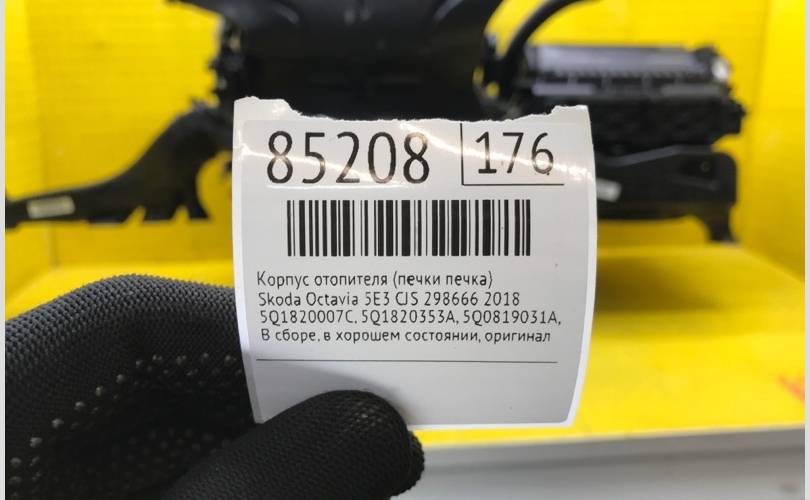 85208 176
Корпус отопителя (печки печка)
Skoda Octavia 5E3 CJS 298666 2018
5Q1820007C, 5Q1820353A, 5Q0819031A,
В сборе, в хорошем состоянии, оригинал